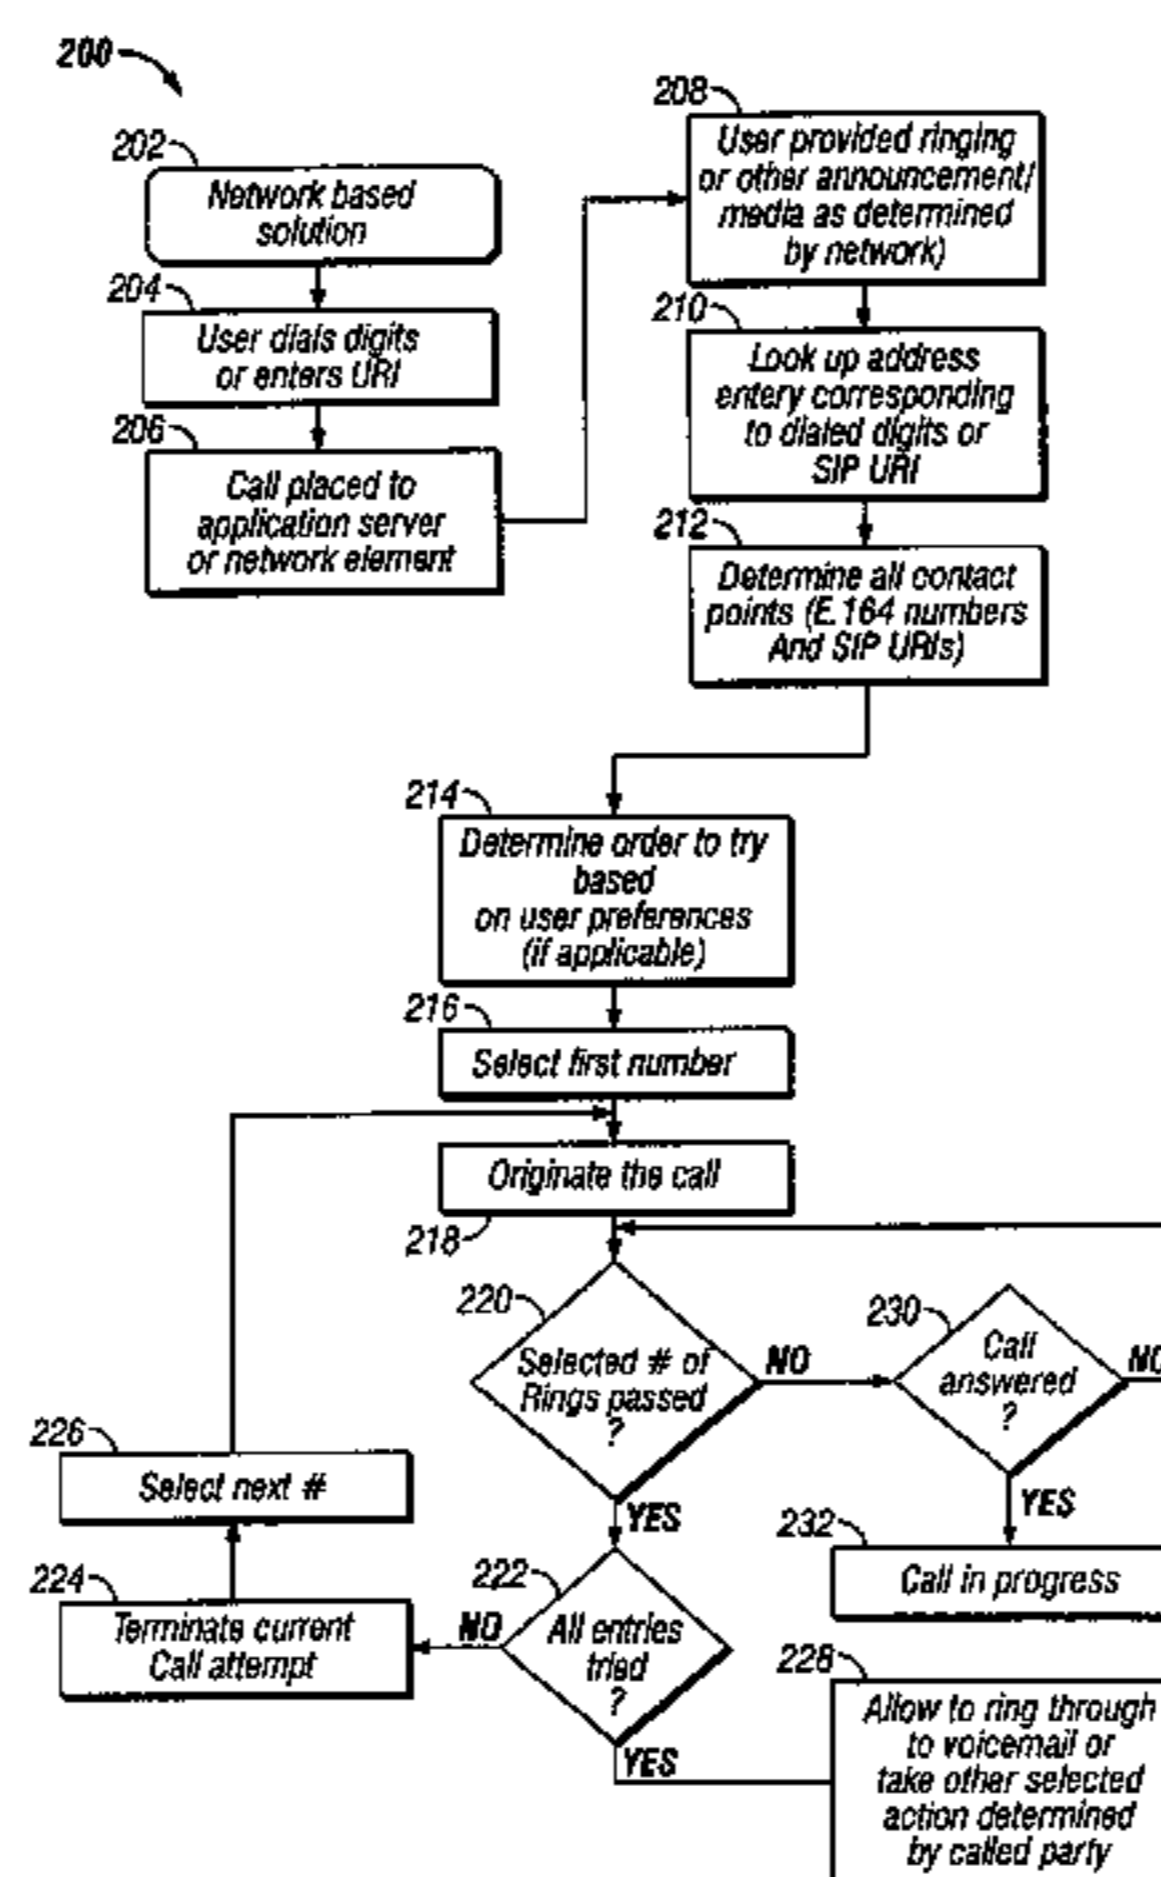 200
202
Network based
solution
204
User dials digits
or enters URI
206
Call placed to
application server
or network element
208
User provided ringing
or other announcement/
media as determined
by network)
210
Look up address
entery corresponding
to dialed digits or
SIP URI
212
Determine all contact
points (E.164 numbers
And SIP URIs)
214
Determine order to try
based
on user preferences
(if applicable)
216
Select first number
Originate the call
218
220
Selected # of
Rings passed
?
NO
230
Call
answered
?
NO
YES
YES
226
Select next #
232
Call in progress
222
All entries
tried
?
NO
224
Terminate current
Call attempt
YES
228
Allow to ring through
to voicemail or
take other selected
action determined
by called party